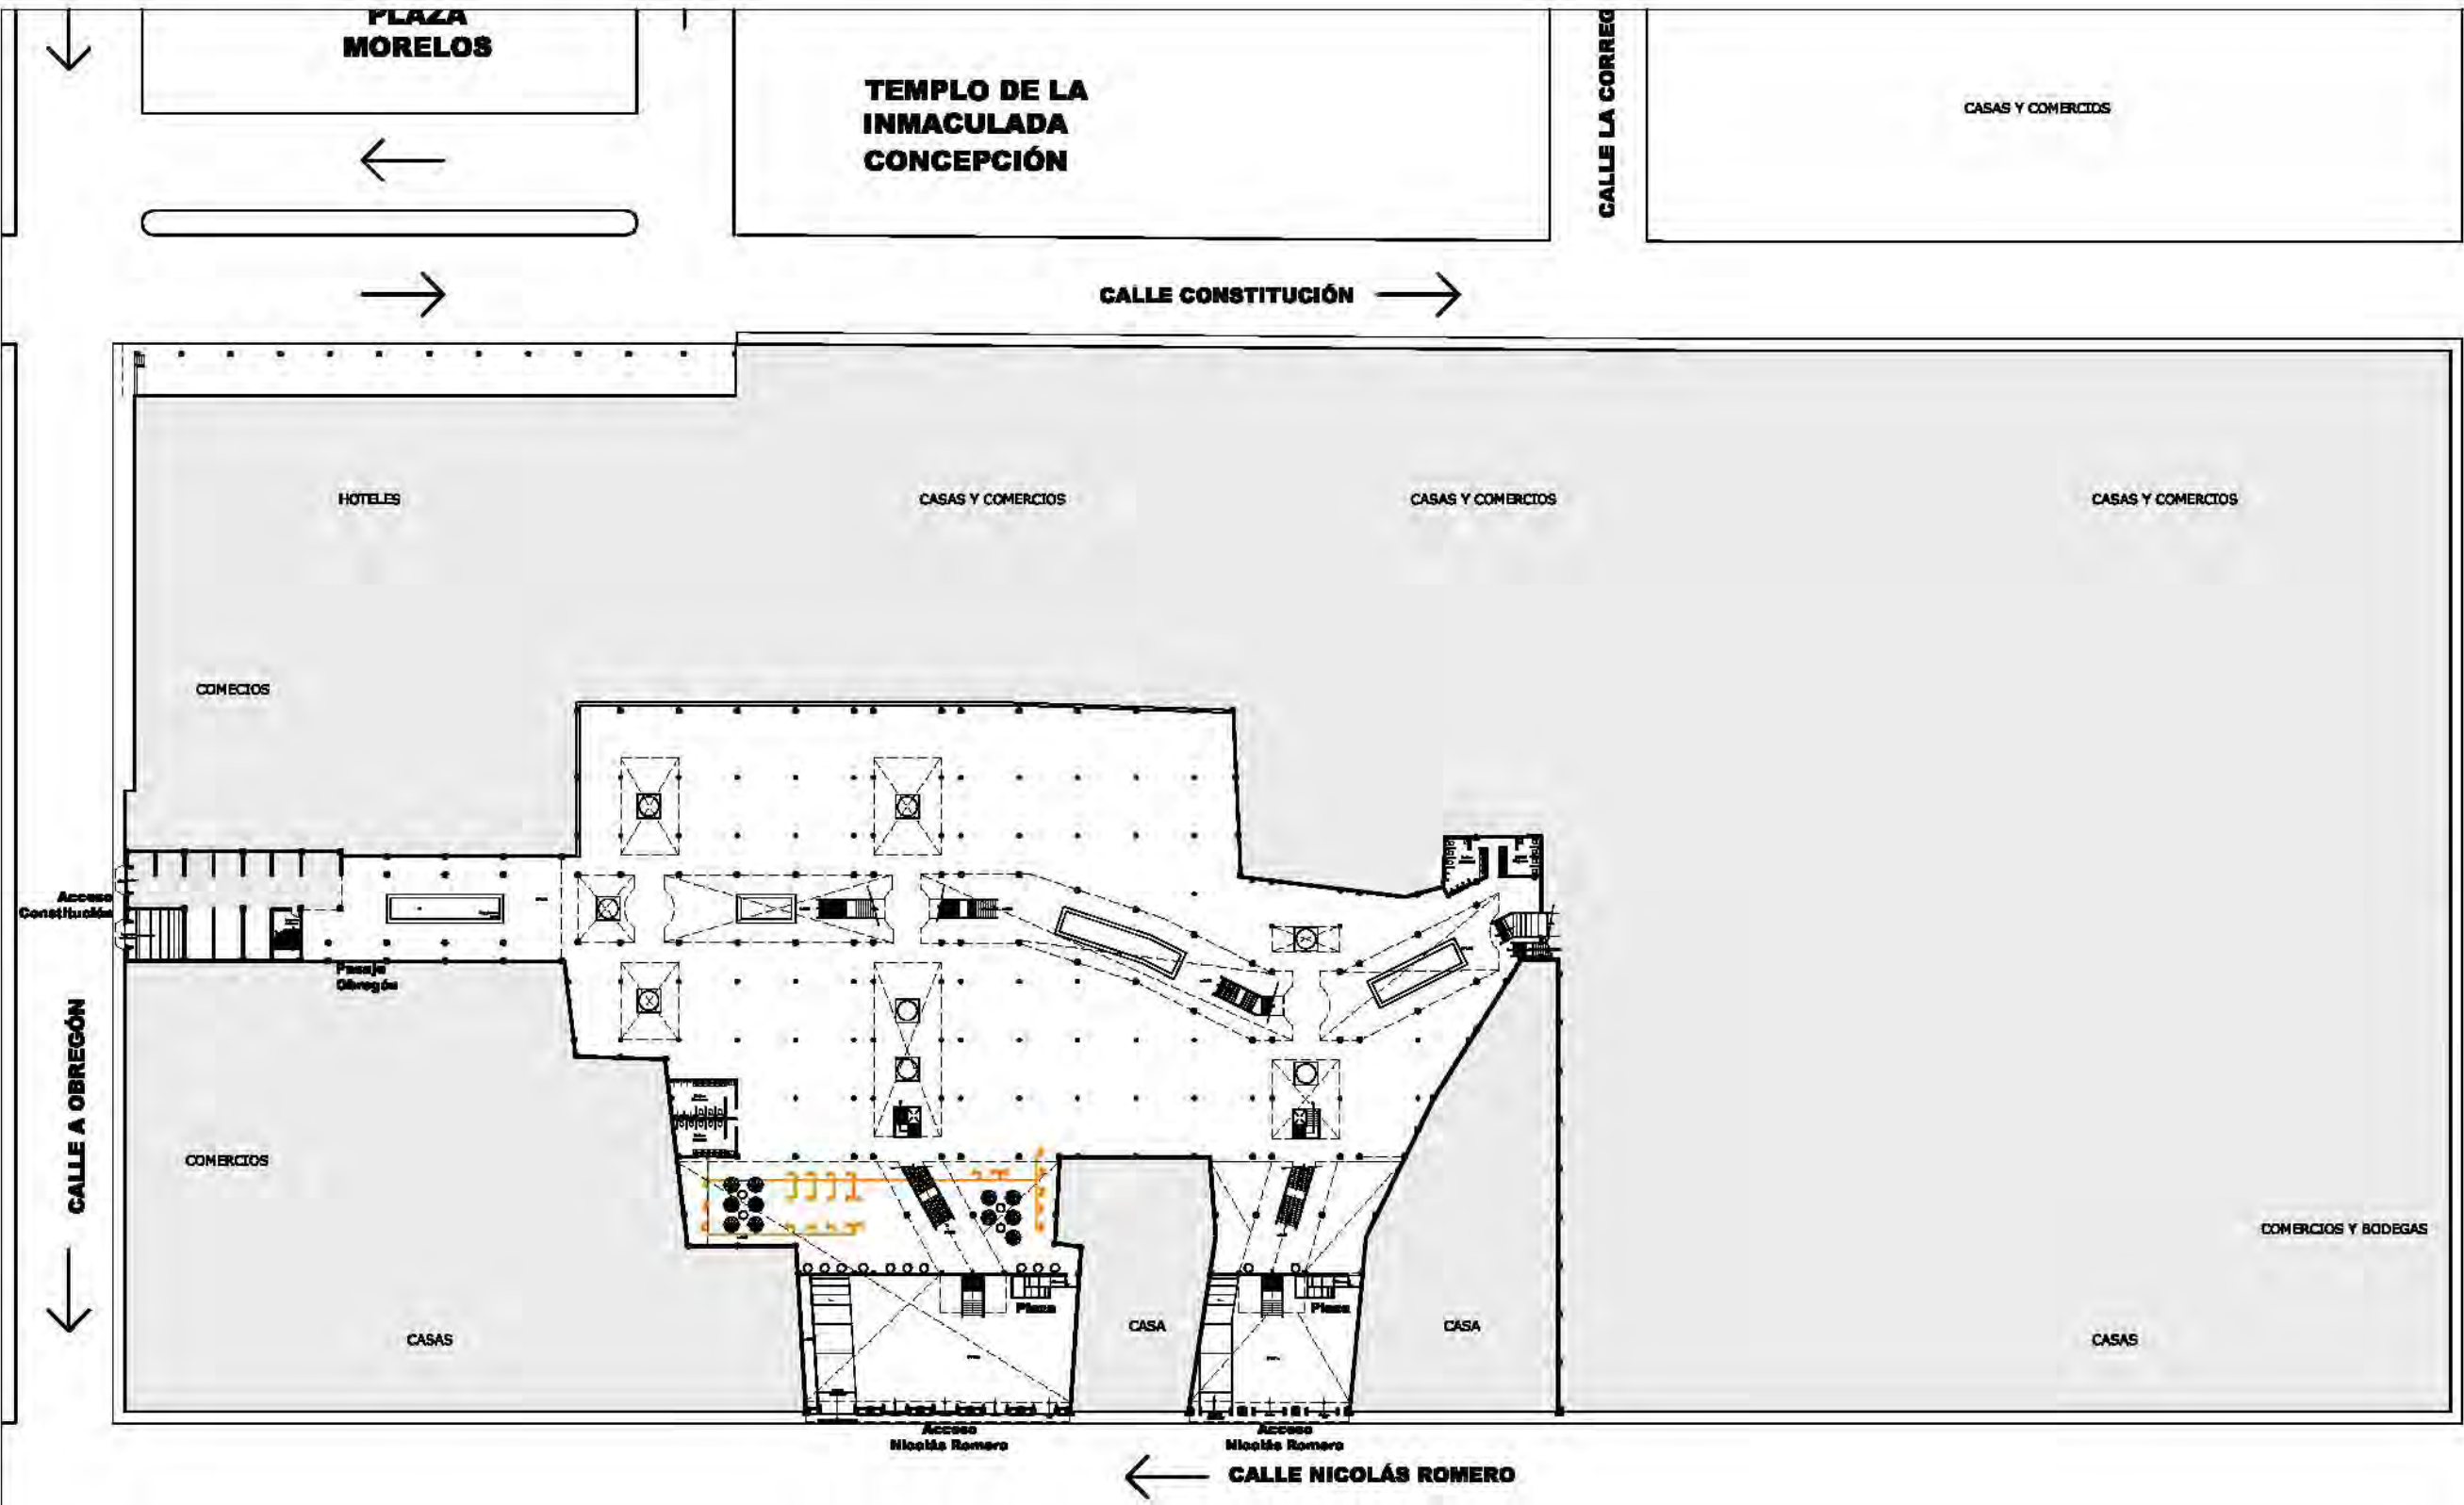 PLAZA
MORELOS
TEMPLO DE LA
INMACULADA
CONCEPCIÓN
CALLE LA CORREG
CASAS Y COMERCIOS
CALLE CONSTITUCIÓN
HOTELES
CASAS Y COMERCIOS
CASAS Y COMERCIOS
CASAS Y COMERCIOS
COMECIOS
Acceso
Constitución
Pasaje
Obregón
CALLE A OBREGÓN
COMERCIOS
COMERCIOS Y BODEGAS
Plaza
Plaza
CASAS
CASA
CASA
CASAS
Acceso
Nicolás Romero
Acceso
Nicolás Romero
CALLE NICOLÁS ROMERO